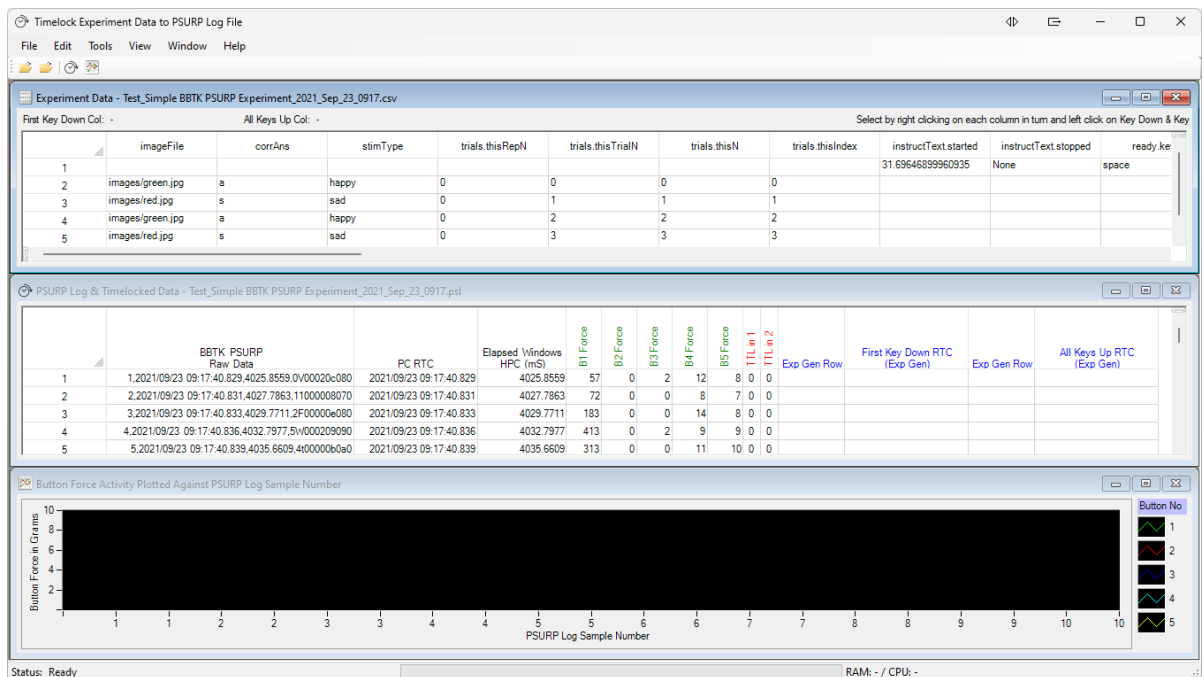 Timelock Experiment Data to PSURP Log File
File Edit Tools View Window Help
Experiment Data - Test_Simple BBTK PSURP Experiment_2021_Sep_23_0917.csv
First Key Down Col: - All Keys Up Col: - Select by right clicking on each column in turn and left click on Key Down & Key
imageFile corrAns stimType trials.thisRepN trials.thisTrialN trials.thisN trials.thisIndex instructText.started instructText.stopped ready.ke
1 31.69646899960935 None space
2 images/green.jpg a happy 0 0 0 0
3 images/red.jpg s sad 0 1 1 1
4 images/green.jpg a happy 0 2 2 2
5 images/red.jpg s sad 0 3 3 3
PSURP Log & Timelocked Data - Test_Simple BBTK PSURP Experiment_2021_Sep_23_0917.psl
BBTK PSURP Raw Data PC RTC Elapsed Windows HPC (mS) B1 Force B2 Force B3 Force B4 Force B5 Force TTL in 1 TTL in 2 Exp Gen Row First Key Down RTC (Exp Gen) Exp Gen Row All Keys Up RTC (Exp Gen)
1 1,2021/09/23 09:17:40.829,4025.8559,0V00020c080 2021/09/23 09:17:40.829 4025.8559 57 0 2 12 8 0 0
2 2,2021/09/23 09:17:40.831,4027.7863,11000008070 2021/09/23 09:17:40.831 4027.7863 72 0 0 8 7 0 0
3 3,2021/09/23 09:17:40.833,4029.7711,2F00000e080 2021/09/23 09:17:40.833 4029.7711 183 0 0 14 8 0 0
4 4,2021/09/23 09:17:40.836,4032.7977,5W000209090 2021/09/23 09:17:40.836 4032.7977 413 0 2 9 9 0 0
5 5,2021/09/23 09:17:40.839,4035.6609,4t00000b0a0 2021/09/23 09:17:40.839 4035.6609 313 0 0 11 10 0 0
Button Force Activity Plotted Against PSURP Log Sample Number
Button Force in Grams
10
8
6
4
2
1 1 2 2 3 3 4 4 5 5 6 6 7 7 8 8 9 9 10 10
PSURP Log Sample Number
Button No
1
2
3
4
5
Status: Ready RAM: - / CPU: -